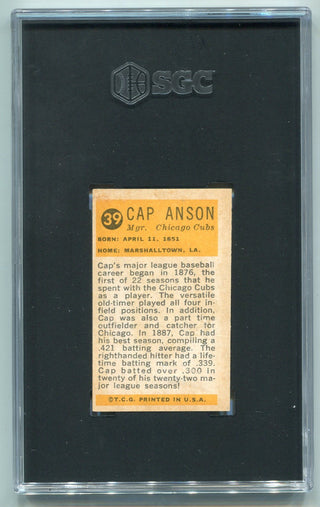 SGC
39 CAP ANSON
Mgr. Chicago Cubs
BORN: APRIL 11, 1851
HOME: MARSHALLTOWN, LA.
Cap's major league baseball
career began in 1876, the
first of 22 seasons that he
spent with the Chicago Cubs
as a player. The versatile
old-timer played all four in-
field positions. In addition,
Cap was also a part time
outfielder and catcher for
Chicago. In 1887, Cap had
his best season, compiling a
.421 batting average. The
righthanded hitter had a life-
time batting mark of .339.
Cap batted over .300 in
twenty of his twenty-two ma-
jor league seasons!
©T.C.G. PRINTED IN U.S.A.